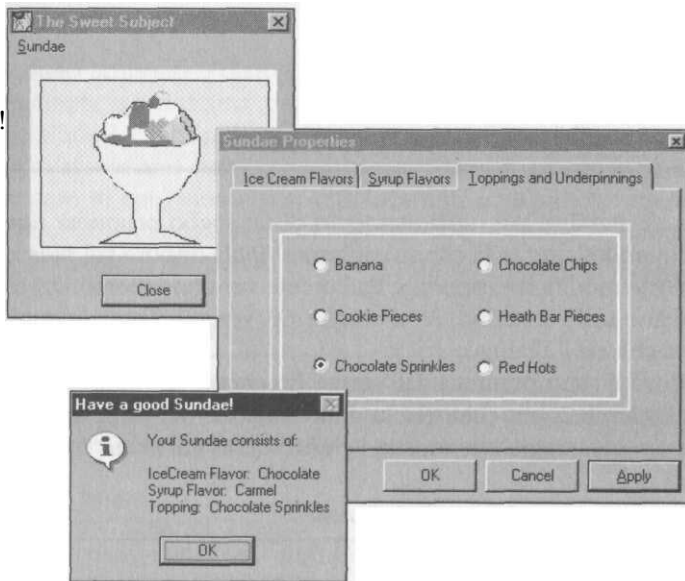 The Sweet Subject
Sundae
!
Close
Sundae Properties
Ice Cream Flavors
Syrup Flavors
Toppings and Underpinnings
Banana
Chocolate Chips
Cookie Pieces
Heath Bar Pieces
Chocolate Sprinkles
Red Hots
OK
Cancel
Apply
Have a good Sundae!
Your Sundae consists of:
IceCream Flavor: Chocolate
Syrup Flavor: Carmel
Topping: Chocolate Sprinkles
OK